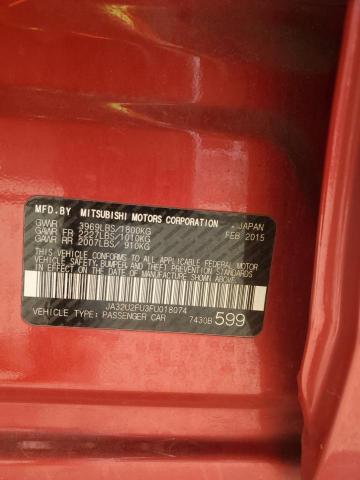 MFD.BY MITSUBISHI MOTORS CORPORATION . JAPAN
GVWR 3969LBS/1800KG FEB 2015
GAWR FR 2227LBS/1010KG
GAWR RR 2007LBS/ 910KG
THIS VEHICLE CONFORMS TO ALL APPLICABLE FEDERAL MOTOR
VEHICLE SAFETY, BUMPER, AND THEFT PREVENTION STANDARDS IN
EFFECT ON THE DATE OF MANUFACTURE SHOWN ABOVE.
JA32U2FU3FU018074
VEHICLE TYPE: PASSENGER CAR 7430B 599